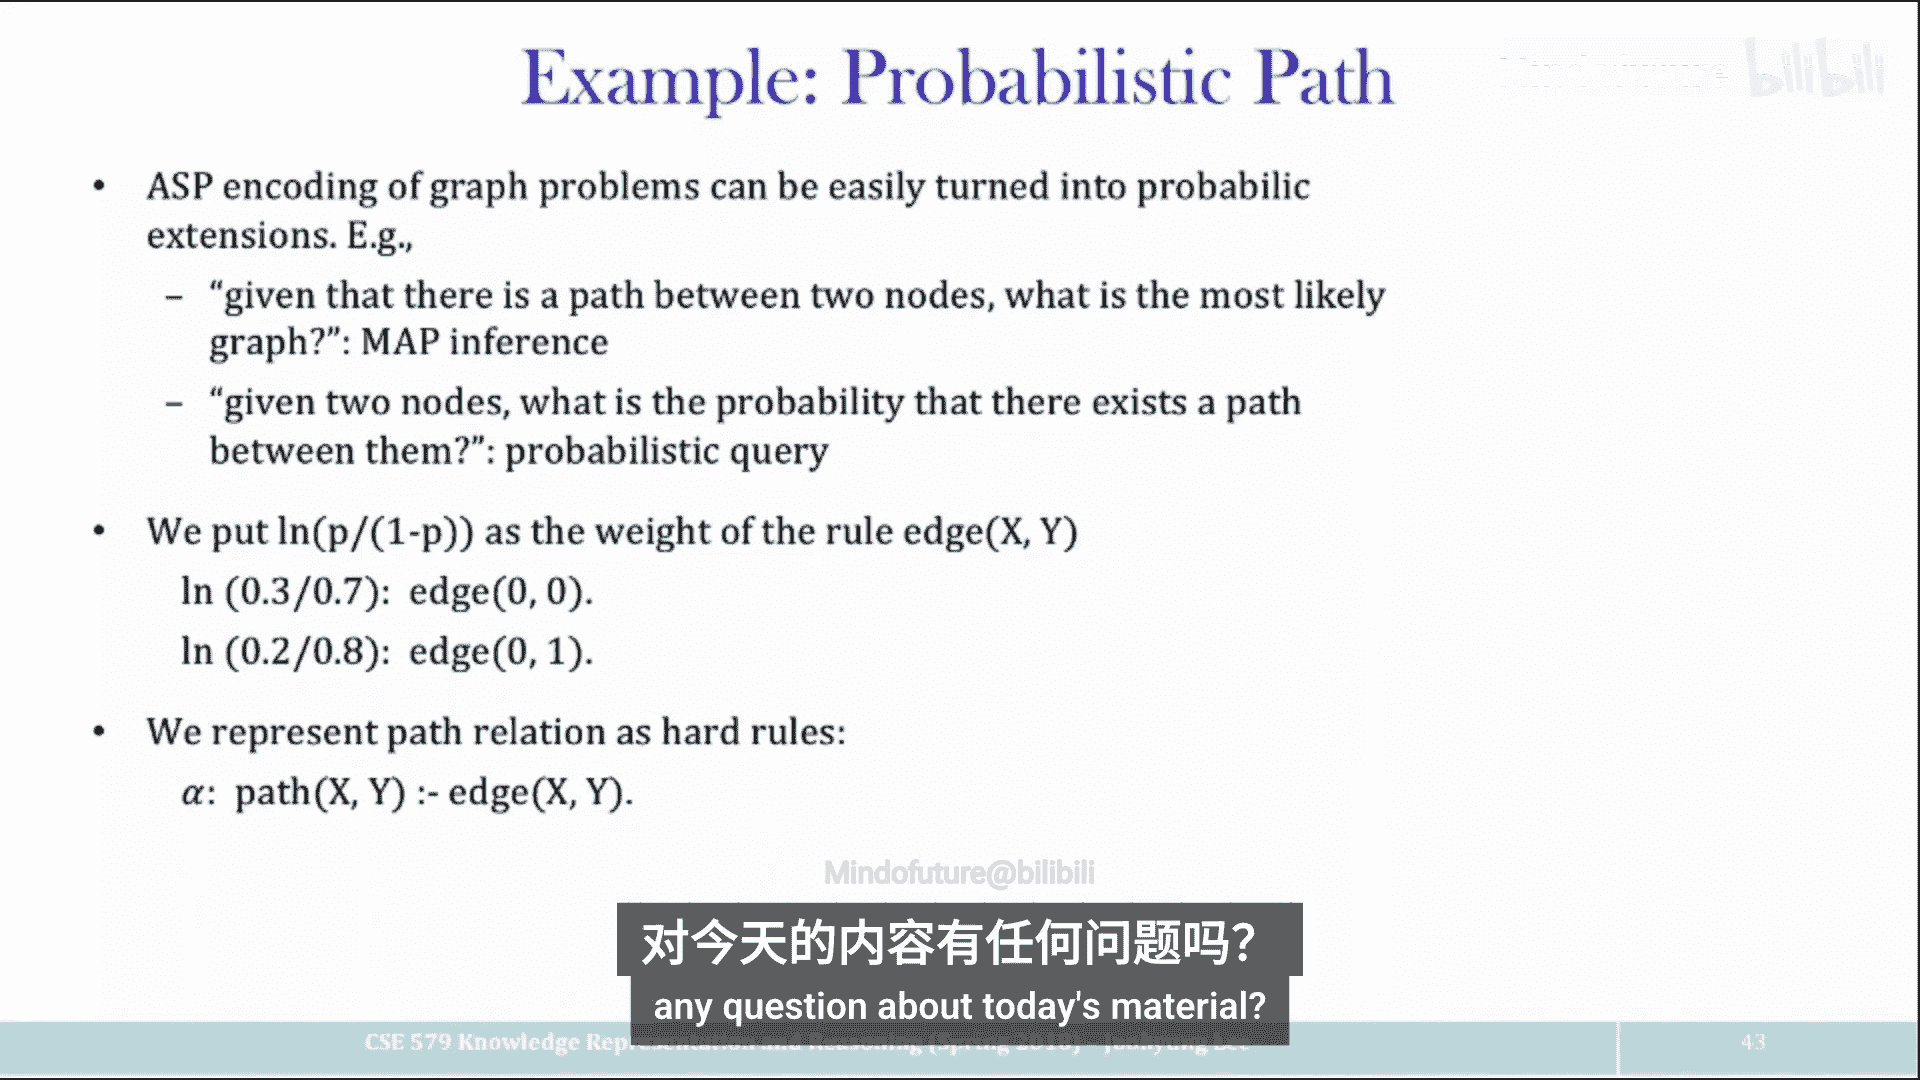 Example: Probabilistic Path
bilibili
• ASP encoding of graph problems can be easily turned into probabilic
extensions. E.g.,
– “given that there is a path between two nodes, what is the most likely
graph?”: MAP inference
– “given two nodes, what is the probability that there exists a path
between them?”: probabilistic query
• We put ln(p/(1-p)) as the weight of the rule edge(X, Y)
ln (0.3/0.7): edge(0, 0).
ln (0.2/0.8): edge(0, 1).
• We represent path relation as hard rules:
α: path(X, Y) :- edge(X, Y).
Mindofuture@bilibili
对今天的内容有任何问题吗？
any question about today's material?
CSE 579 Knowledge
43